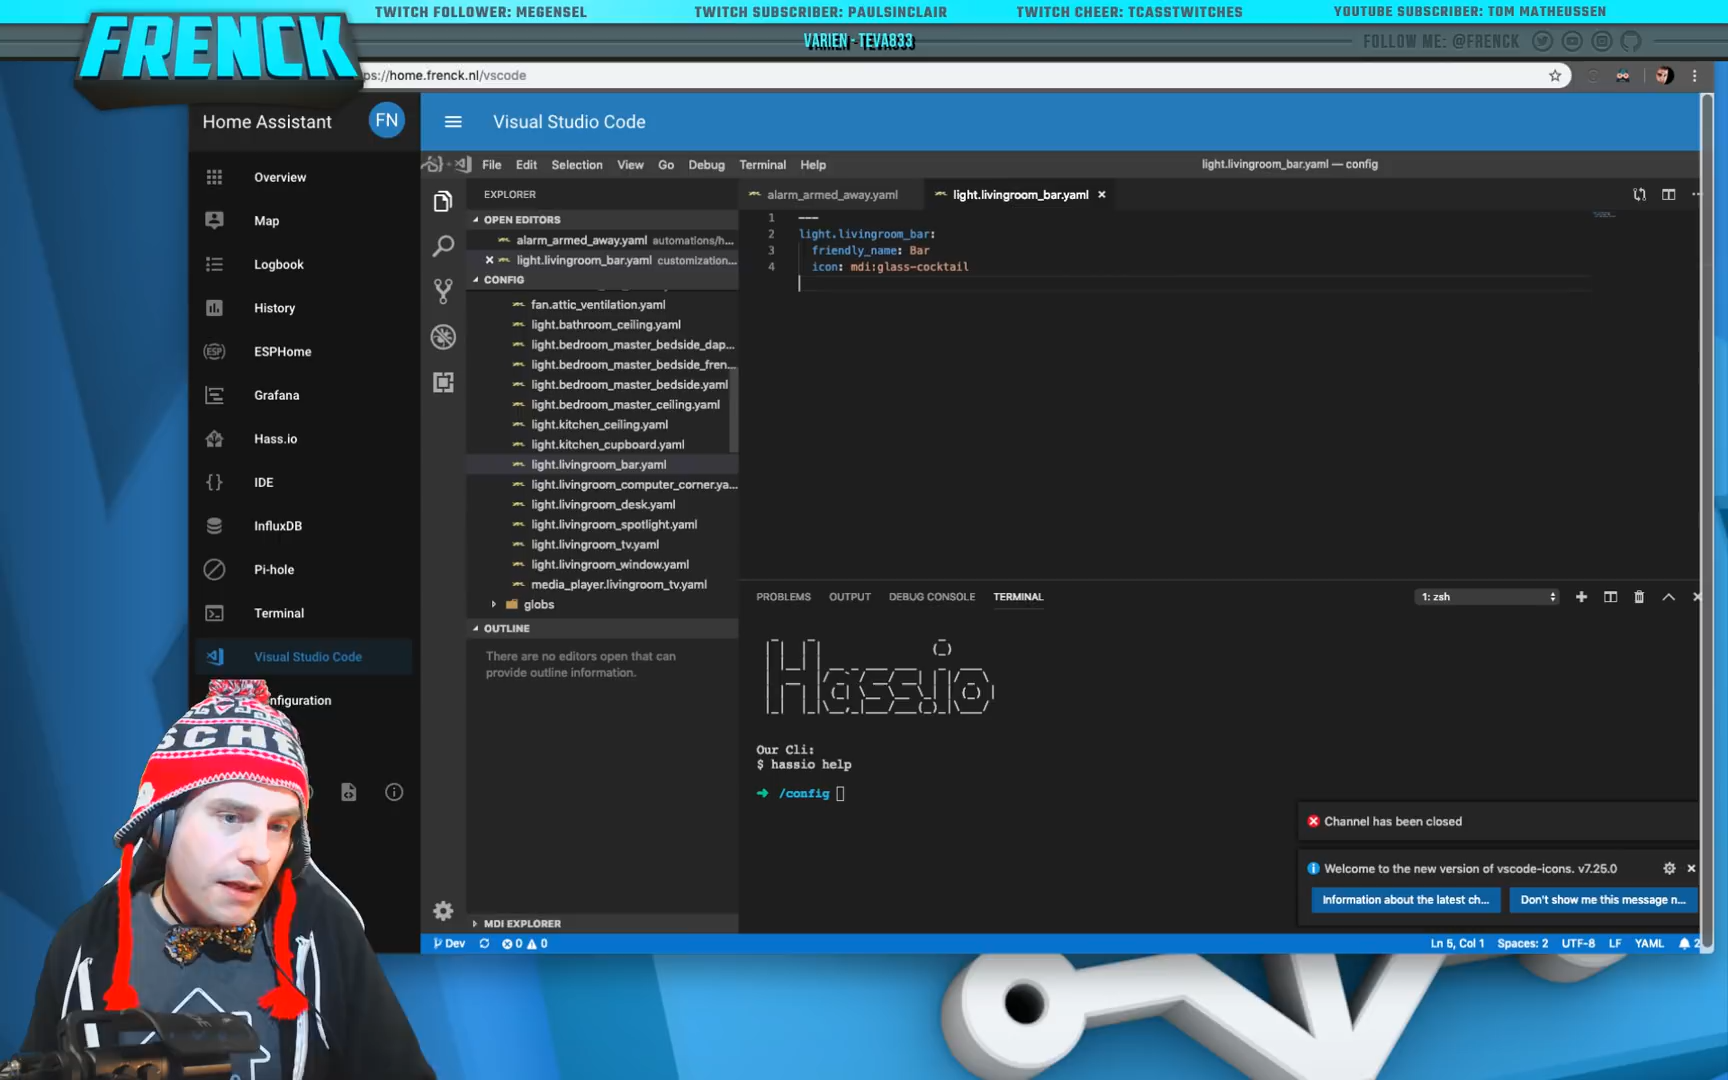 TWITCH FOLLOWER: MEGENSEL
TWITCH SUBSCRIBER: PAULSINCLAIR
TWITCH CHEER: TCASSTWITCHES
YOUTUBE SUBSCRIBER: TOM MATHEUSSEN
FRENCK
VARIEN - TEVA833
FOLLOW ME: @FRENCK
ps://home.frenck.nl/vscode
Home Assistant
FN
Visual Studio Code
Overview
Map
Logbook
History
ESPHome
ESP
Grafana
Hass.io
IDE
InfluxDB
Pi-hole
Terminal
Visual Studio Code
nfiguration
File Edit Selection View Go Debug Terminal Help
light.livingroom_bar.yaml — config
EXPLORER
OPEN EDITORS
alarm_armed_away.yaml automations/h...
light.livingroom_bar.yaml customization...
CONFIG
fan.attic_ventilation.yaml
light.bathroom_ceiling.yaml
light.bedroom_master_bedside_dap...
light.bedroom_master_bedside_fren...
light.bedroom_master_bedside.yaml
light.bedroom_master_ceiling.yaml
light.kitchen_ceiling.yaml
light.kitchen_cupboard.yaml
light.livingroom_bar.yaml
light.livingroom_computer_corner.ya...
light.livingroom_desk.yaml
light.livingroom_spotlight.yaml
light.livingroom_tv.yaml
light.livingroom_window.yaml
media_player.livingroom_tv.yaml
globs
OUTLINE
There are no editors open that can
provide outline information.
MDI EXPLORER
alarm_armed_away.yaml
light.livingroom_bar.yaml
1 ---
2 light.livingroom_bar:
3 friendly_name: Bar
4 icon: mdi:glass-cocktail
PROBLEMS OUTPUT DEBUG CONSOLE TERMINAL
1: zsh
Hass.io
Our Cli:
$ hassio help
➜ /config
Channel has been closed
Welcome to the new version of vscode-icons. v7.25.0
Information about the latest ch...
Don't show me this message n...
Dev
0
0
Ln 5, Col 1
Spaces: 2
UTF-8
LF
YAML
2
SCHE